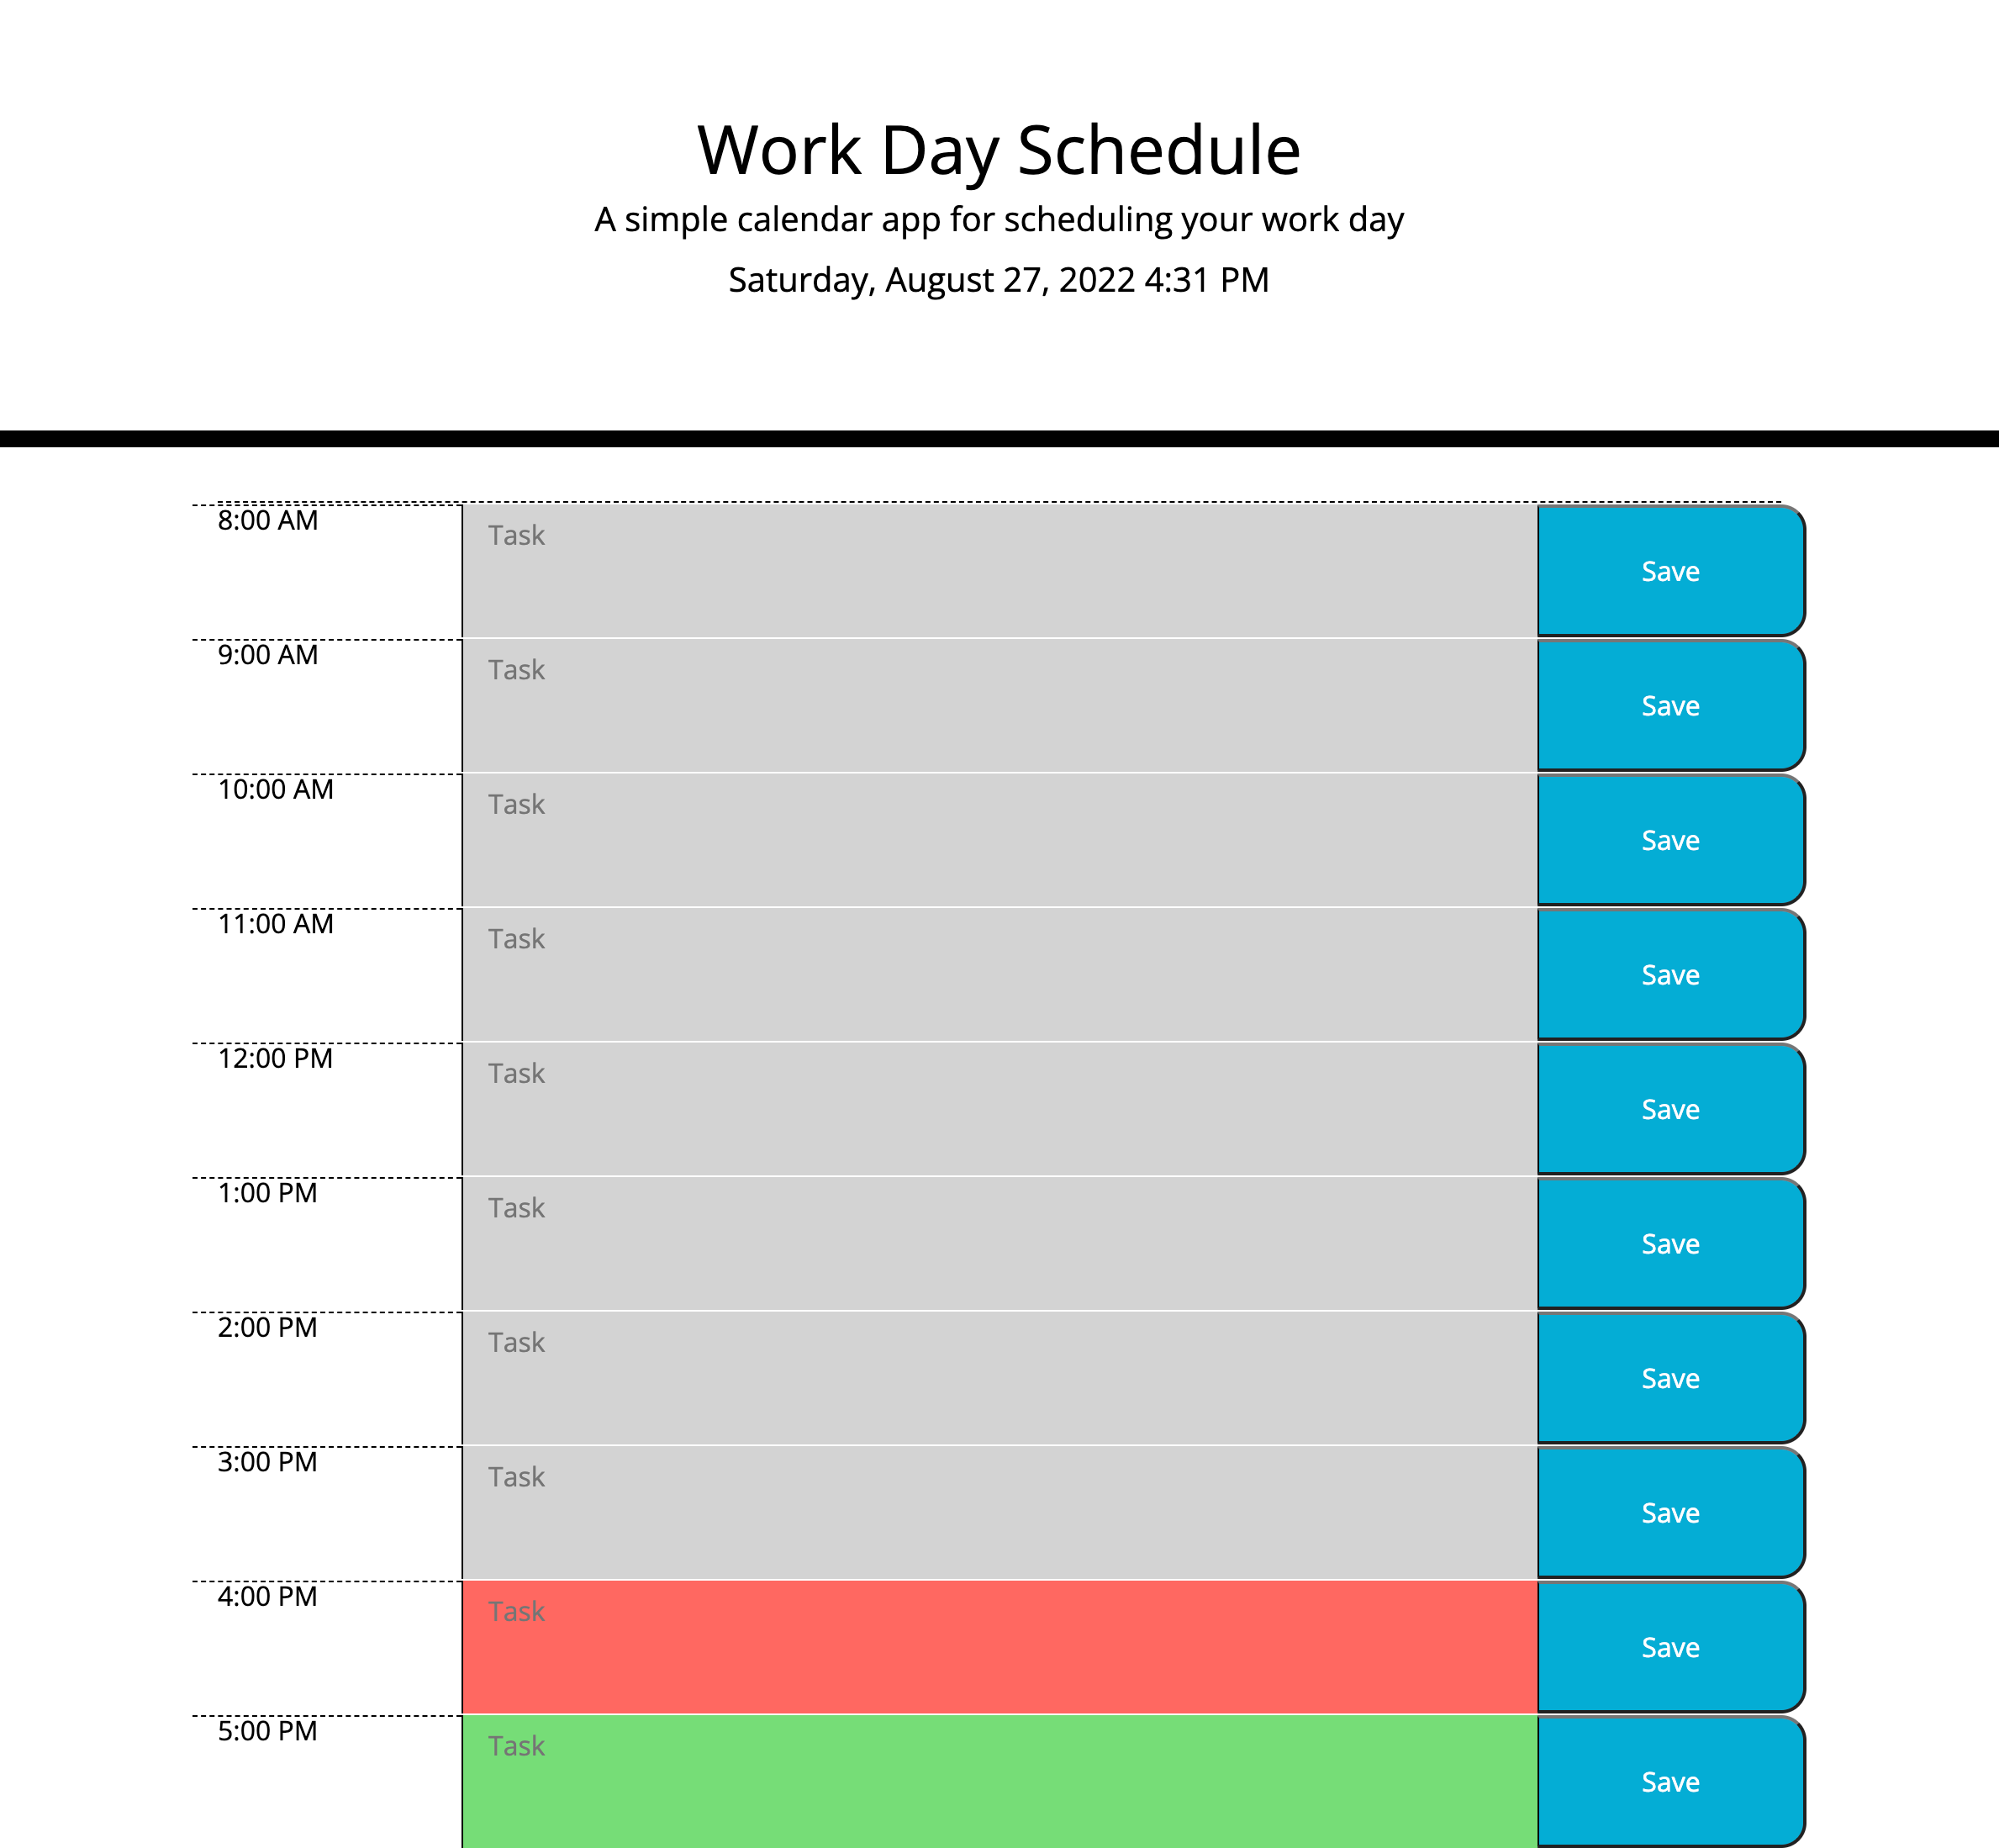 Work Day Schedule
A simple calendar app for scheduling your work day
Saturday, August 27, 2022 4:31 PM
8:00 AM Task Save
9:00 AM Task Save
10:00 AM Task Save
11:00 AM Task Save
12:00 PM Task Save
1:00 PM Task Save
2:00 PM Task Save
3:00 PM Task Save
4:00 PM Task Save
5:00 PM Task Save